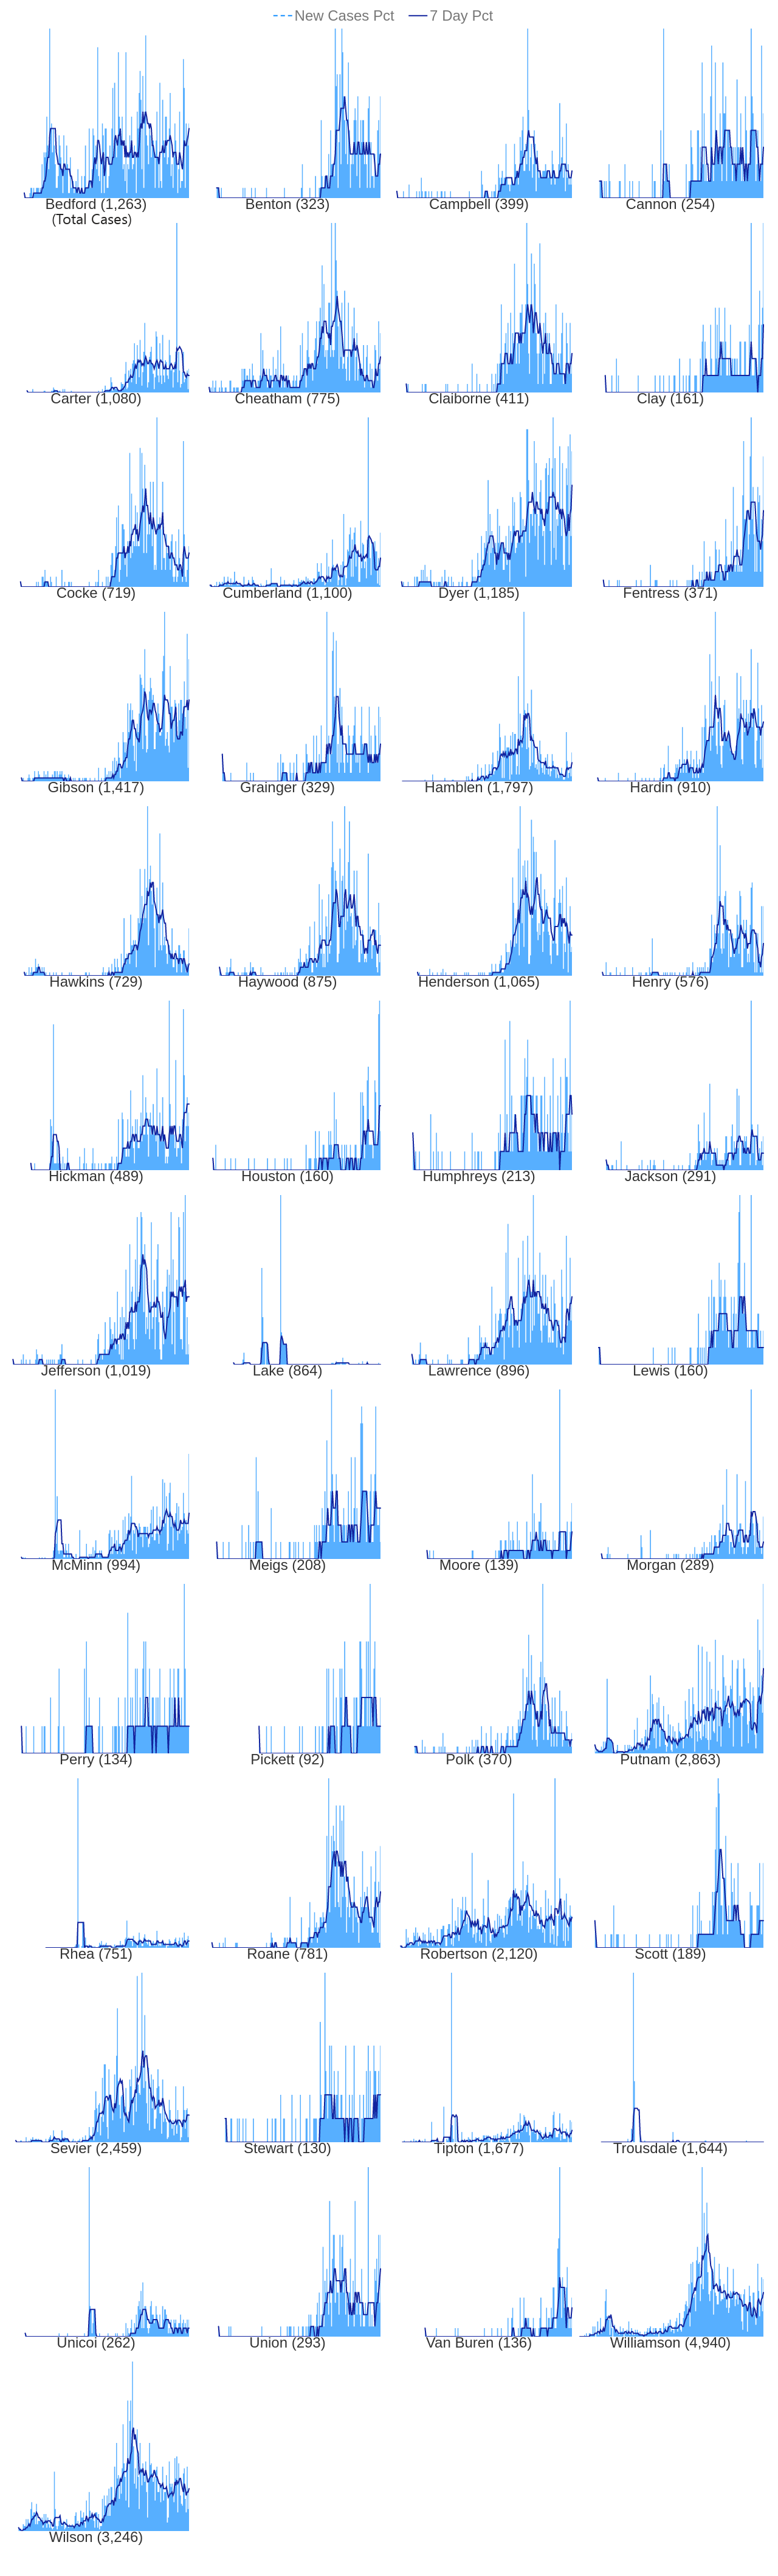 New Cases Pct 7 Day Pct
Bedford (1,263) Benton (323) Campbell (399) Cannon (254)
(Total Cases)
Carter (1,080) Cheatham (775) Claiborne (411) Clay (161)
Cocke (719) Cumberland (1,100) Dyer (1,185) Fentress (371)
Gibson (1,417) Grainger (329) Hamblen (1,797) Hardin (910)
Hawkins (729) Haywood (875) Henderson (1,065) Henry (576)
Hickman (489) Houston (160) Humphreys (213) Jackson (291)
Jefferson (1,019) Lake (864) Lawrence (896) Lewis (160)
McMinn (994) Meigs (208) Moore (139) Morgan (289)
Perry (134) Pickett (92) Polk (370) Putnam (2,863)
Rhea (751) Roane (781) Robertson (2,120) Scott (189)
Sevier (2,459) Stewart (130) Tipton (1,677) Trousdale (1,644)
Unicoi (262) Union (293) Van Buren (136) Williamson (4,940)
Wilson (3,246)